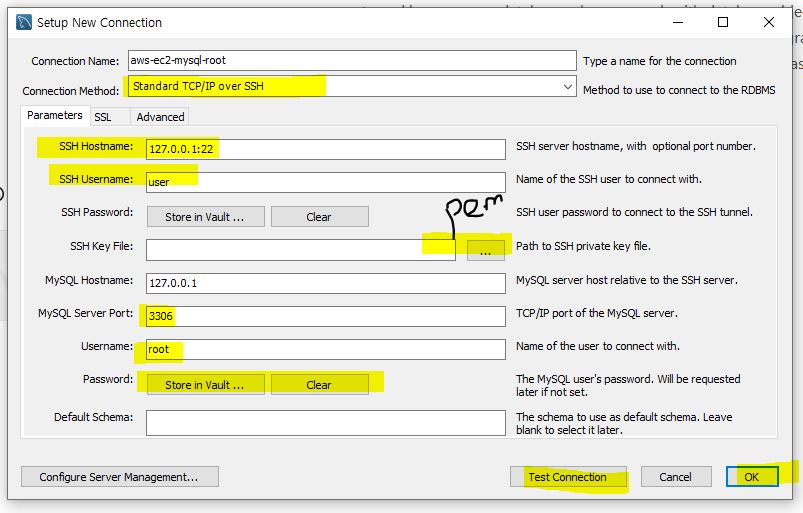 Setup New Connection
Connection Name: aws-ec2-mysql-root Type a name for the connection
Connection Method: Standard TCP/IP over SSH Method to use to connect to the RDBMS
Parameters SSL Advanced
SSH Hostname: 127.0.0.1:22 SSH server hostname, with optional port number.
SSH Username: user Name of the SSH user to connect with.
pem
SSH Password: Store in Vault ... Clear SSH user password to connect to the SSH tunnel.
SSH Key File: ... Path to SSH private key file.
MySQL Hostname: 127.0.0.1 MySQL server host relative to the SSH server.
MySQL Server Port: 3306 TCP/IP port of the MySQL server.
Username: root Name of the user to connect with.
Password: Store in Vault ... Clear The MySQL user's password. Will be requested
later if not set.
Default Schema: The schema to use as default schema. Leave
blank to select it later.
Configure Server Management... Test Connection Cancel OK